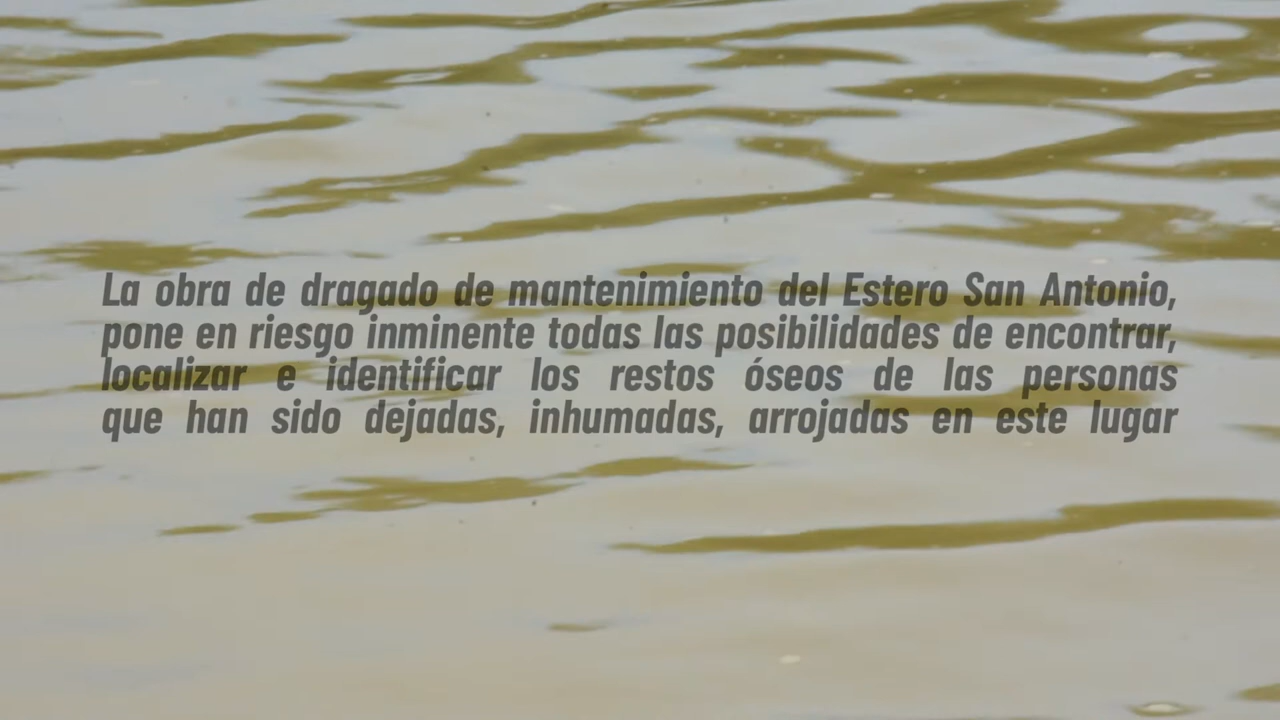 La obra de dragado de mantenimiento del Estero San Antonio,
pone en riesgo inminente todas las posibilidades de encontrar,
localizar e identificar los restos óseos de las personas
que han sido dejadas, inhumadas, arrojadas en este lugar